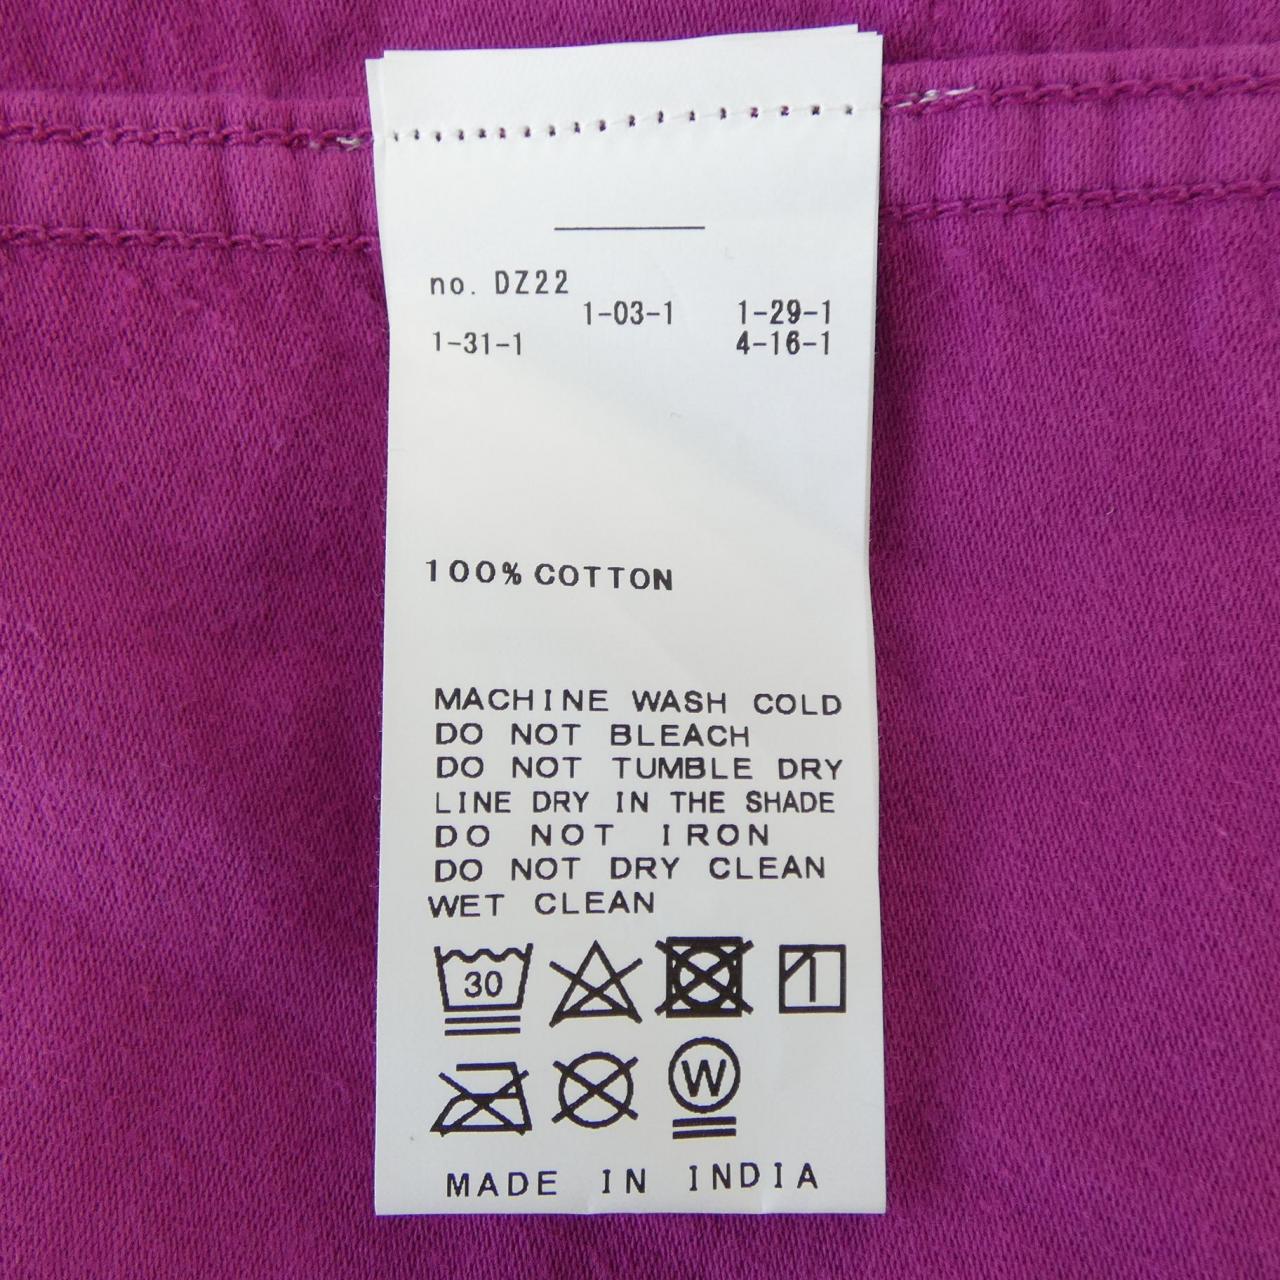 no. DZ22
1-03-1 1-29-1
1-31-1 4-16-1
100% COTTON
MACHINE WASH COLD
DO NOT BLEACH
DO NOT TUMBLE DRY
LINE DRY IN THE SHADE
DO NOT IRON
DO NOT DRY CLEAN
WET CLEAN
30
W
MADE IN INDIA